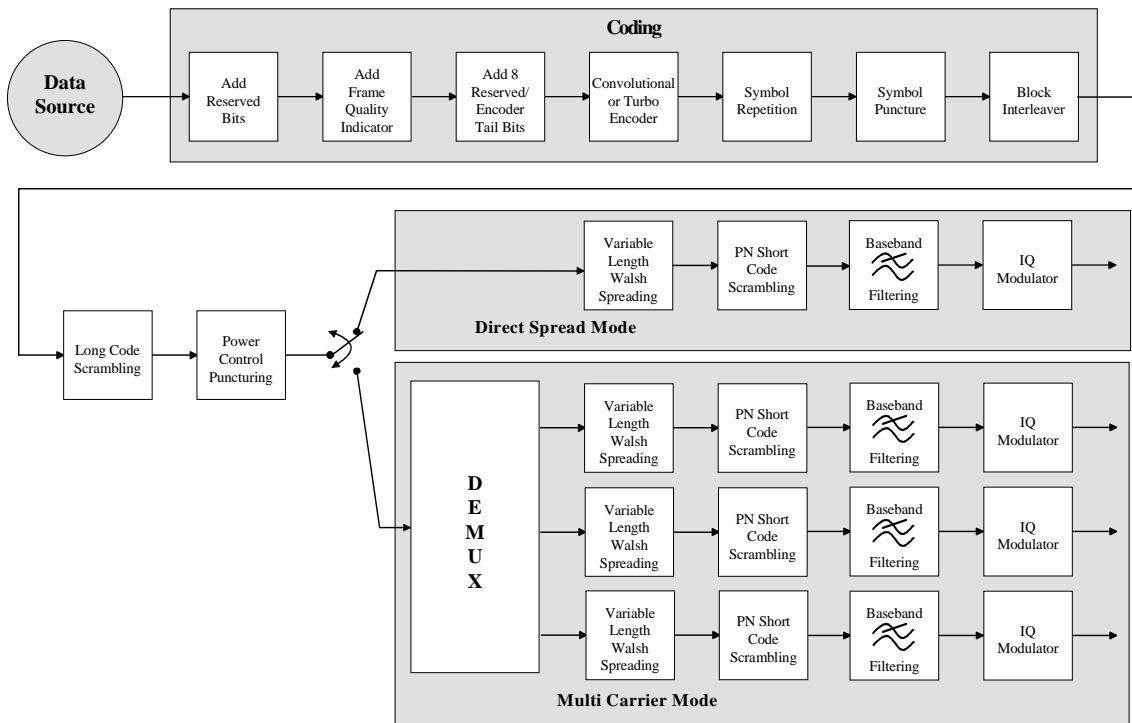 Coding
Data
Source
Add
Reserved
Bits
Add
Frame
Quality
Indicator
Add 8
Reserved/
Encoder
Tail Bits
Convolutional
or Turbo
Encoder
Symbol
Repetition
Symbol
Puncture
Block
Interleaver
Long Code
Scrambling
Power
Control
Puncturing
Variable
Length
Walsh
Spreading
PN Short
Code
Scrambling
Baseband
Filtering
IQ
Modulator
Direct Spread Mode
D
E
M
U
X
Variable
Length
Walsh
Spreading
PN Short
Code
Scrambling
Baseband
Filtering
IQ
Modulator
Variable
Length
Walsh
Spreading
PN Short
Code
Scrambling
Baseband
Filtering
IQ
Modulator
Variable
Length
Walsh
Spreading
PN Short
Code
Scrambling
Baseband
Filtering
IQ
Modulator
Multi Carrier Mode